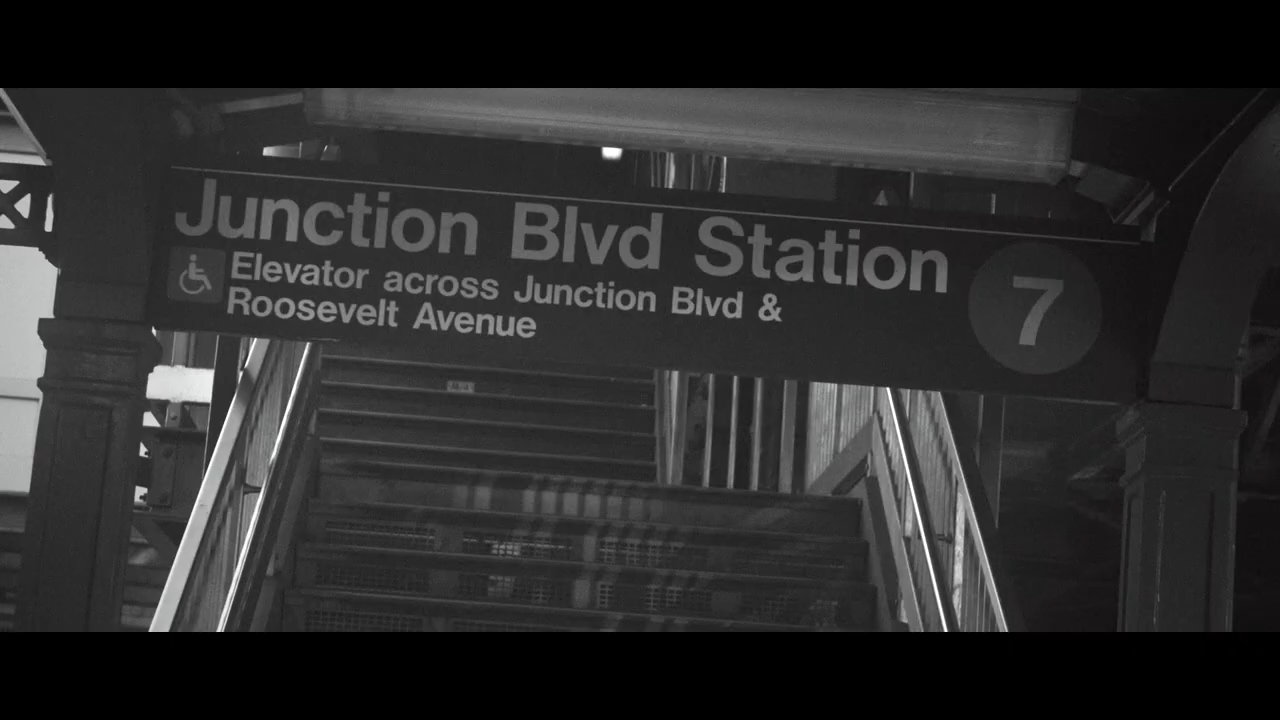 Junction Blvd Station
7
Elevator across Junction Blvd &
Roosevelt Avenue